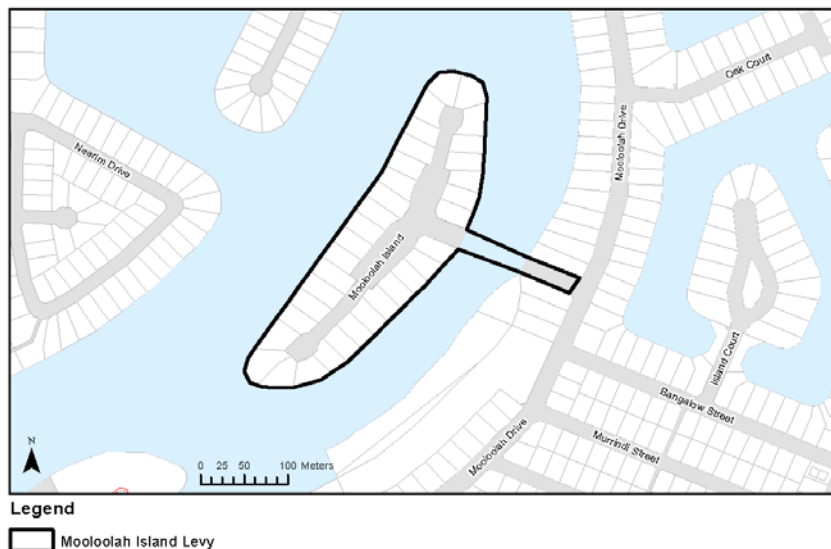 Oak Court
Mooloolah Drive
Neerim Drive
Mooloolah Island
Island Court
Bangalow Street
Murrindi Street
Mooloolah Drive
N
0 25 50 100 Meters
Legend
Mooloolah Island Levy